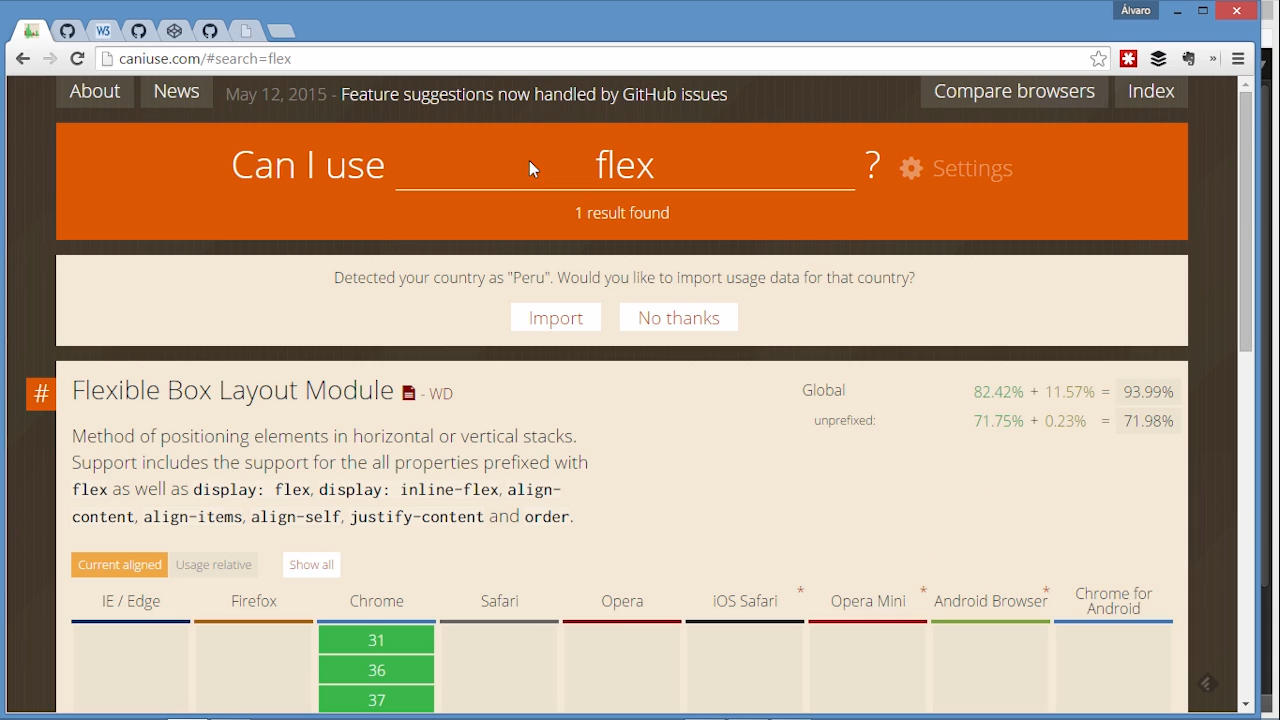 Álvaro
W3
caniuse.com/#search=flex
About
News
May 12, 2015 - Feature suggestions now handled by GitHub issues
Compare browsers
Index
Can I use flex ? Settings
1 result found
Detected your country as "Peru". Would you like to import usage data for that country?
Import
No thanks
# Flexible Box Layout Module - WD
Global 82.42% + 11.57% = 93.99%
unprefixed: 71.75% + 0.23% = 71.98%
Method of positioning elements in horizontal or vertical stacks.
Support includes the support for the all properties prefixed with
flex as well as display: flex, display: inline-flex, align-
content, align-items, align-self, justify-content and order.
Current aligned
Usage relative
Show all
IE / Edge
Firefox
Chrome
Safari
Opera
iOS Safari *
Opera Mini *
Android Browser *
Chrome for
Android
31
36
37